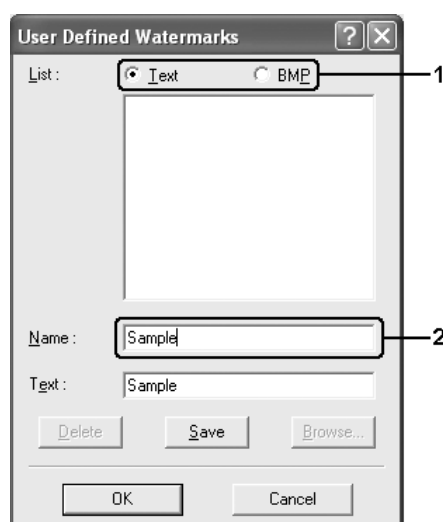 User Defined Watermarks ? X
List : Text BMP 1
Name : Sample 2
Text : Sample
Delete Save Browse...
OK Cancel